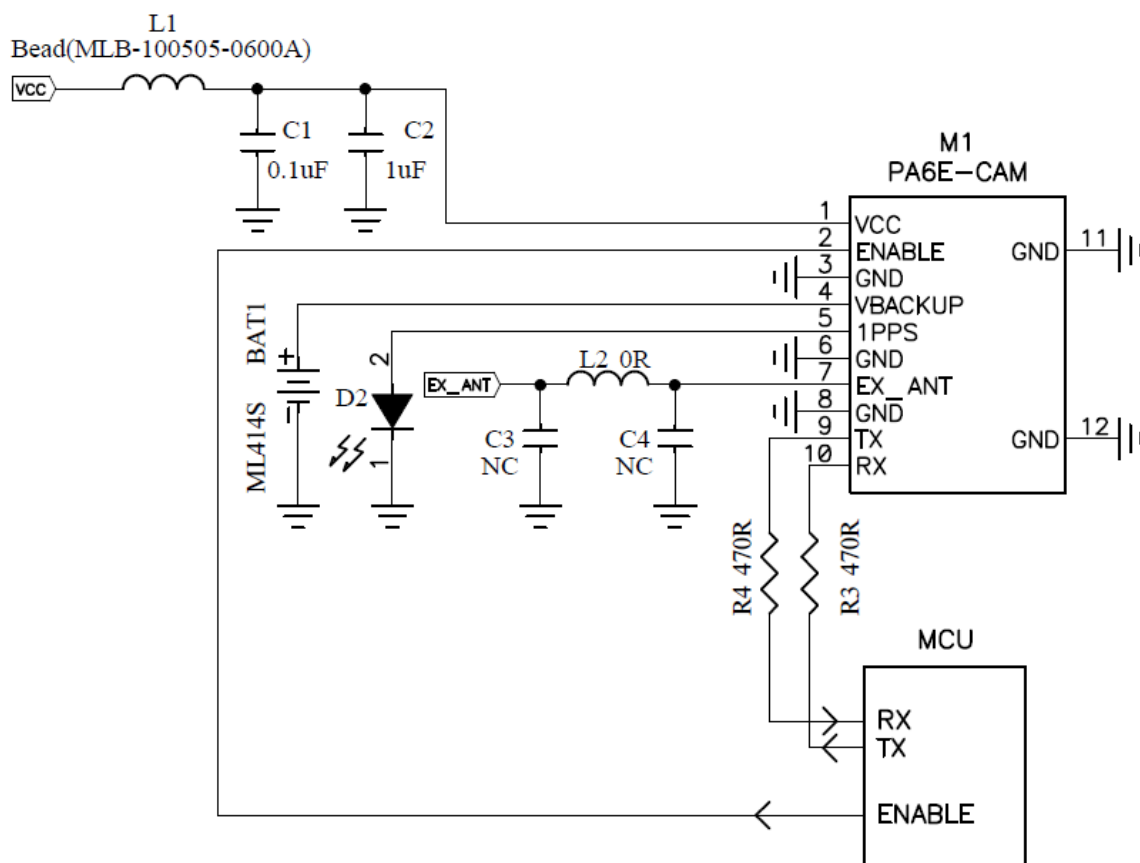 L1
Bead(MLB-100505-0600A)
VCC
C1
0.1uF
C2
1uF
M1
PA6E-CAM
1 VCC
2 ENABLE
3 GND
4 VBACKUP
5 1PPS
6 GND
7 EX_ANT
8 GND
9 TX
10 RX
GND 11
GND 12
BAT1
ML414S
2
D2
1
EX_ANT
L2 0R
C3
NC
C4
NC
R4 470R
R3 470R
MCU
RX
TX
ENABLE